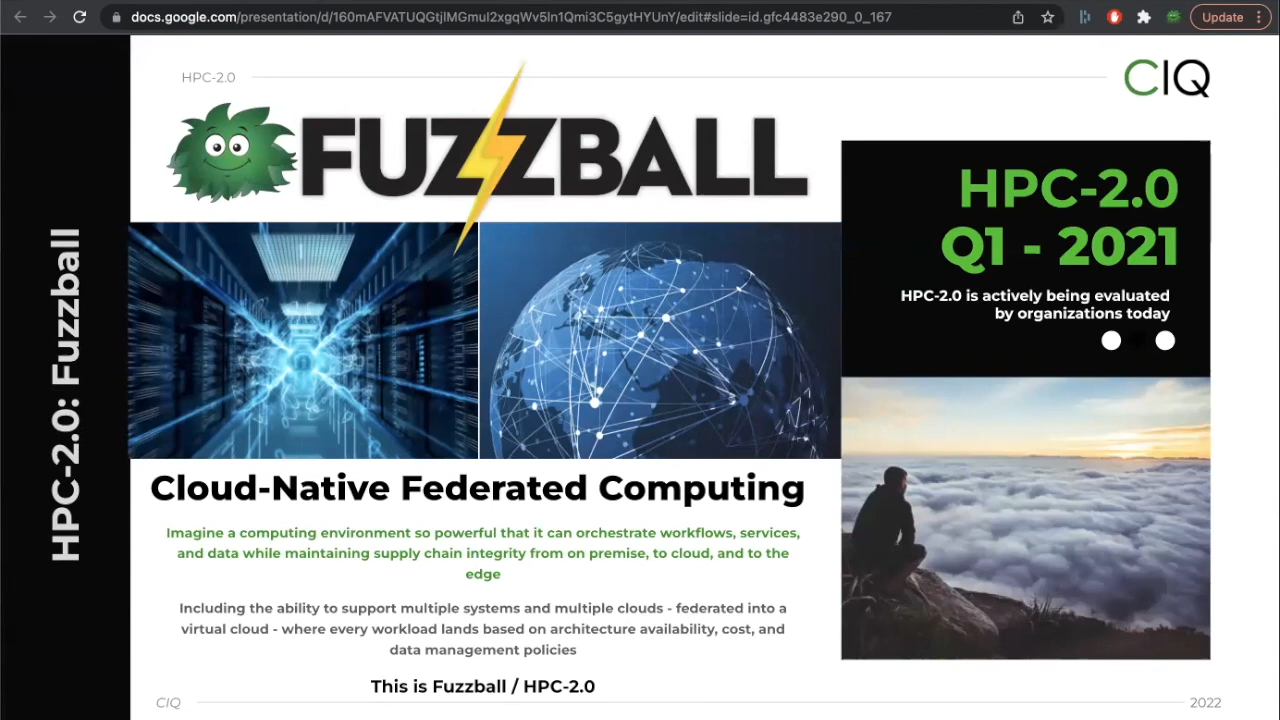 docs.google.com/presentation/d/160mAFVATUQGtjlMGmul2xgqWv5ln1Qmi3C5gytHYUnY/edit#slide=id.gfc4483e290_0_167
Update
HPC-2.0
CIQ
FUZZBALL
HPC-2.0: Fuzzball
HPC-2.0
Q1 - 2021
HPC-2.0 is actively being evaluated
by organizations today
Cloud-Native Federated Computing
Imagine a computing environment so powerful that it can orchestrate workflows, services,
and data while maintaining supply chain integrity from on premise, to cloud, and to the
edge
Including the ability to support multiple systems and multiple clouds - federated into a
virtual cloud - where every workload lands based on architecture availability, cost, and
data management policies
This is Fuzzball / HPC-2.0
CIQ
2022